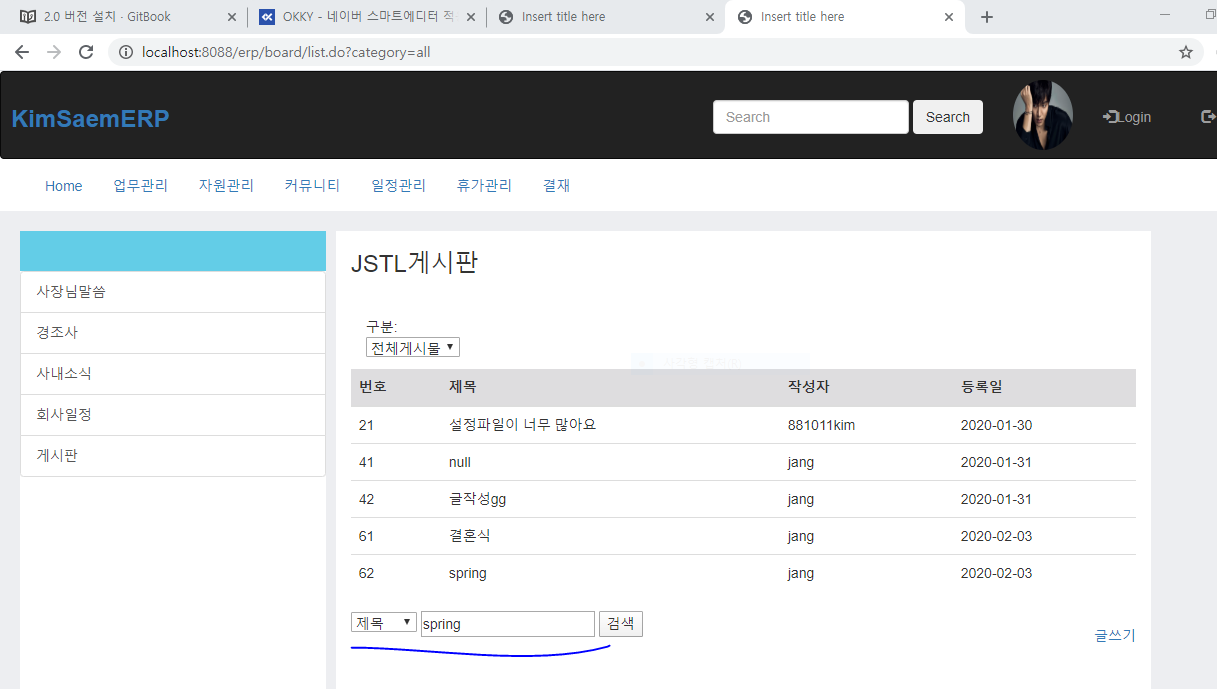 2.0 버전 설치 · GitBook
OKKY - 네이버 스마트에디터 적
Insert title here
Insert title here
localhost:8088/erp/board/list.do?category=all
KimSaemERP
Search
Search
Login
Home 업무관리 자원관리 커뮤니티 일정관리 휴가관리 결재
사장님말씀
경조사
사내소식
회사일정
게시판
JSTL게시판
구분:
전체게시물
번호 제목 작성자 등록일
21 설정파일이 너무 많아요 881011kim 2020-01-30
41 null jang 2020-01-31
42 글작성gg jang 2020-01-31
61 결혼식 jang 2020-02-03
62 spring jang 2020-02-03
제목 spring 검색
글쓰기